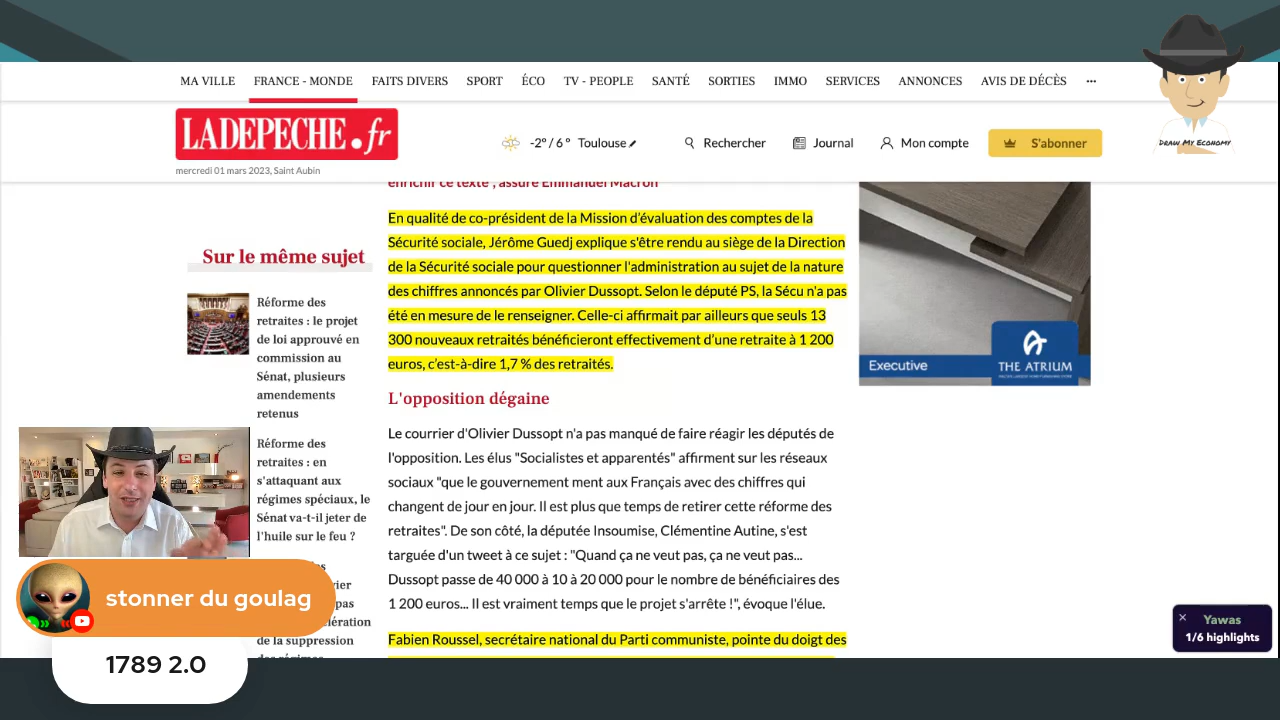 MA VILLE FRANCE - MONDE FAITS DIVERS SPORT ÉCO TV - PEOPLE SANTÉ SORTIES IMMO SERVICES ANNONCES AVIS DE DÉCÈS ...
LADEPECHE.fr
-2° / 6 ° Toulouse
Rechercher
Journal
Mon compte
S'abonner
mercredi 01 mars 2023, Saint Aubin
DRAW MY ECONOMY
enrichir ce texte", assure Emmanuel Macron
En qualité de co-président de la Mission d'évaluation des comptes de la
Sécurité sociale, Jérôme Guedj explique s'être rendu au siège de la Direction
de la Sécurité sociale pour questionner l'administration au sujet de la nature
des chiffres annoncés par Olivier Dussopt. Selon le député PS, la Sécu n'a pas
été en mesure de le renseigner. Celle-ci affirmait par ailleurs que seuls 13
300 nouveaux retraités bénéficieront effectivement d'une retraite à 1 200
euros, c'est-à-dire 1,7 % des retraités.
L'opposition dégaine
Le courrier d'Olivier Dussopt n'a pas manqué de faire réagir les députés de
l'opposition. Les élus "Socialistes et apparentés" affirment sur les réseaux
sociaux "que le gouvernement ment aux Français avec des chiffres qui
changent de jour en jour. Il est plus que temps de retirer cette réforme des
retraites". De son côté, la députée Insoumise, Clémentine Autine, s'est
targuée d'un tweet à ce sujet : "Quand ça ne veut pas, ça ne veut pas...
Dussopt passe de 40 000 à 10 à 20 000 pour le nombre de bénéficiaires des
1 200 euros... Il est vraiment temps que le projet s'arrête !", évoque l'élue.
Fabien Roussel, secrétaire national du Parti communiste, pointe du doigt des
Sur le même sujet
Réforme des
retraites : le projet
de loi approuvé en
commission au
Sénat, plusieurs
amendements
retenus
Réforme des
retraites : en
s'attaquant aux
régimes spéciaux, le
Sénat va-t-il jeter de
l'huile sur le feu ?
pas
de la suppression
des régimes
Executive
THE ATRIUM
Yawas
1/6 highlights
stonner du goulag
1789 2.0